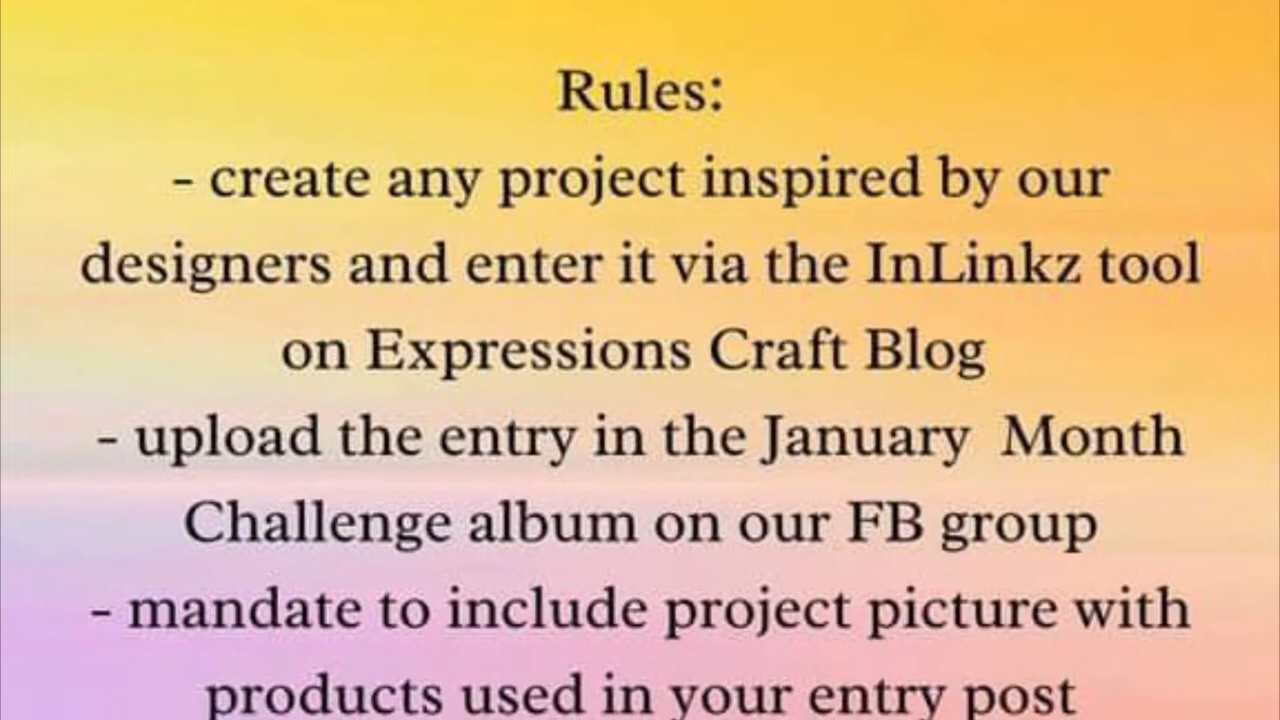 Rules:
- create any project inspired by our
designers and enter it via the InLinkz tool
on Expressions Craft Blog
- upload the entry in the January  Month
Challenge album on our FB group
- mandate to include project picture with
products used in your entry post